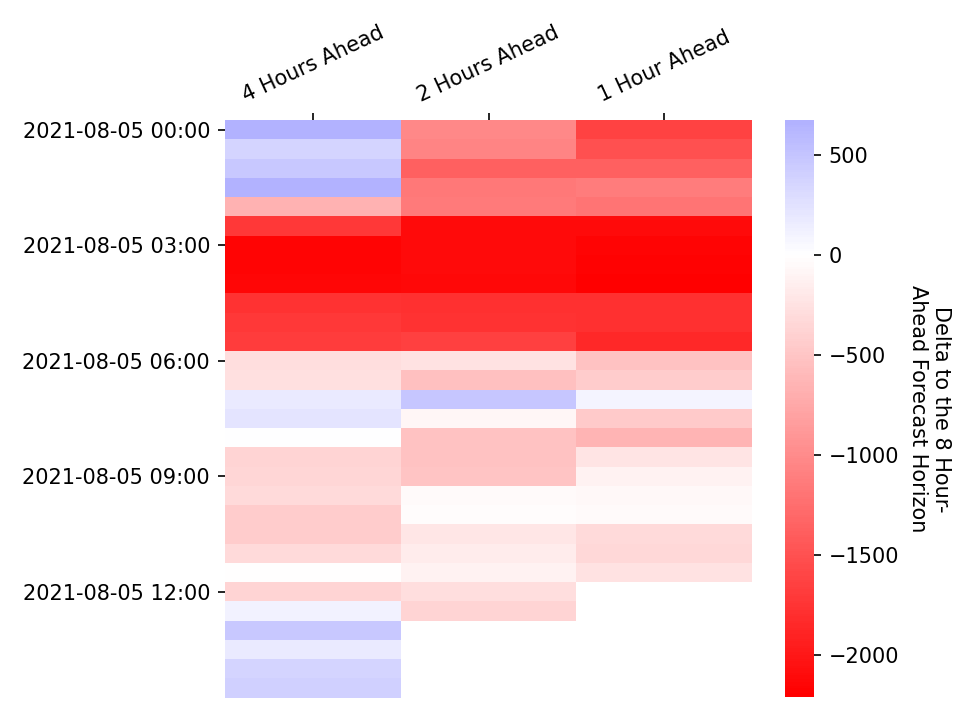 4 Hours Ahead
2 Hours Ahead
1 Hour Ahead
2021-08-05 00:00
2021-08-05 03:00
2021-08-05 06:00
2021-08-05 09:00
2021-08-05 12:00
500
0
−500
−1000
−1500
−2000
Delta to the 8 Hour-
Ahead Forecast Horizon